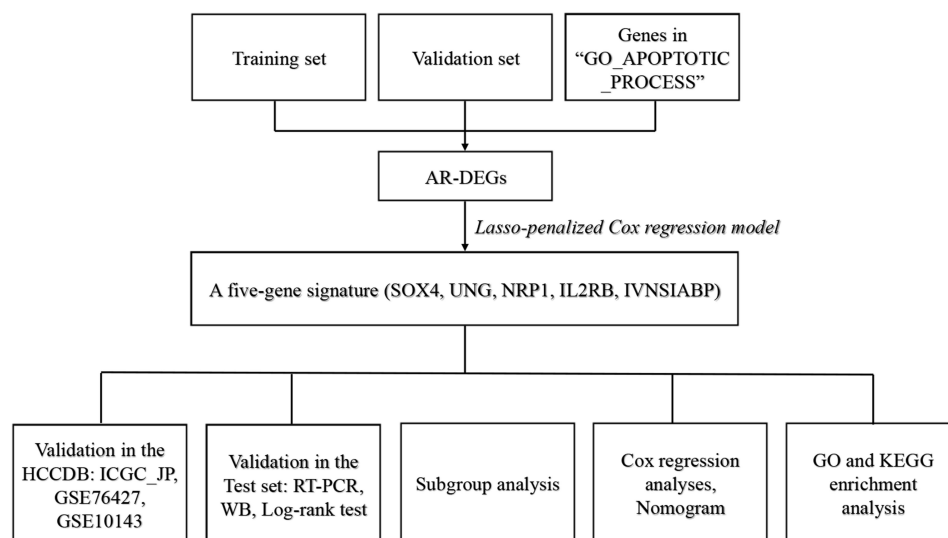 Training set
Validation set
Genes in
“GO_APOPTOTIC
_PROCESS”
AR-DEGs
Lasso-penalized Cox regression model
A five-gene signature (SOX4, UNG, NRP1, IL2RB, IVNSIABP)
Validation in the
HCCDB: ICGC_JP,
GSE76427,
GSE10143
Validation in the
Test set: RT-PCR,
WB, Log-rank test
Subgroup analysis
Cox regression
analyses,
Nomogram
GO and KEGG
enrichment
analysis